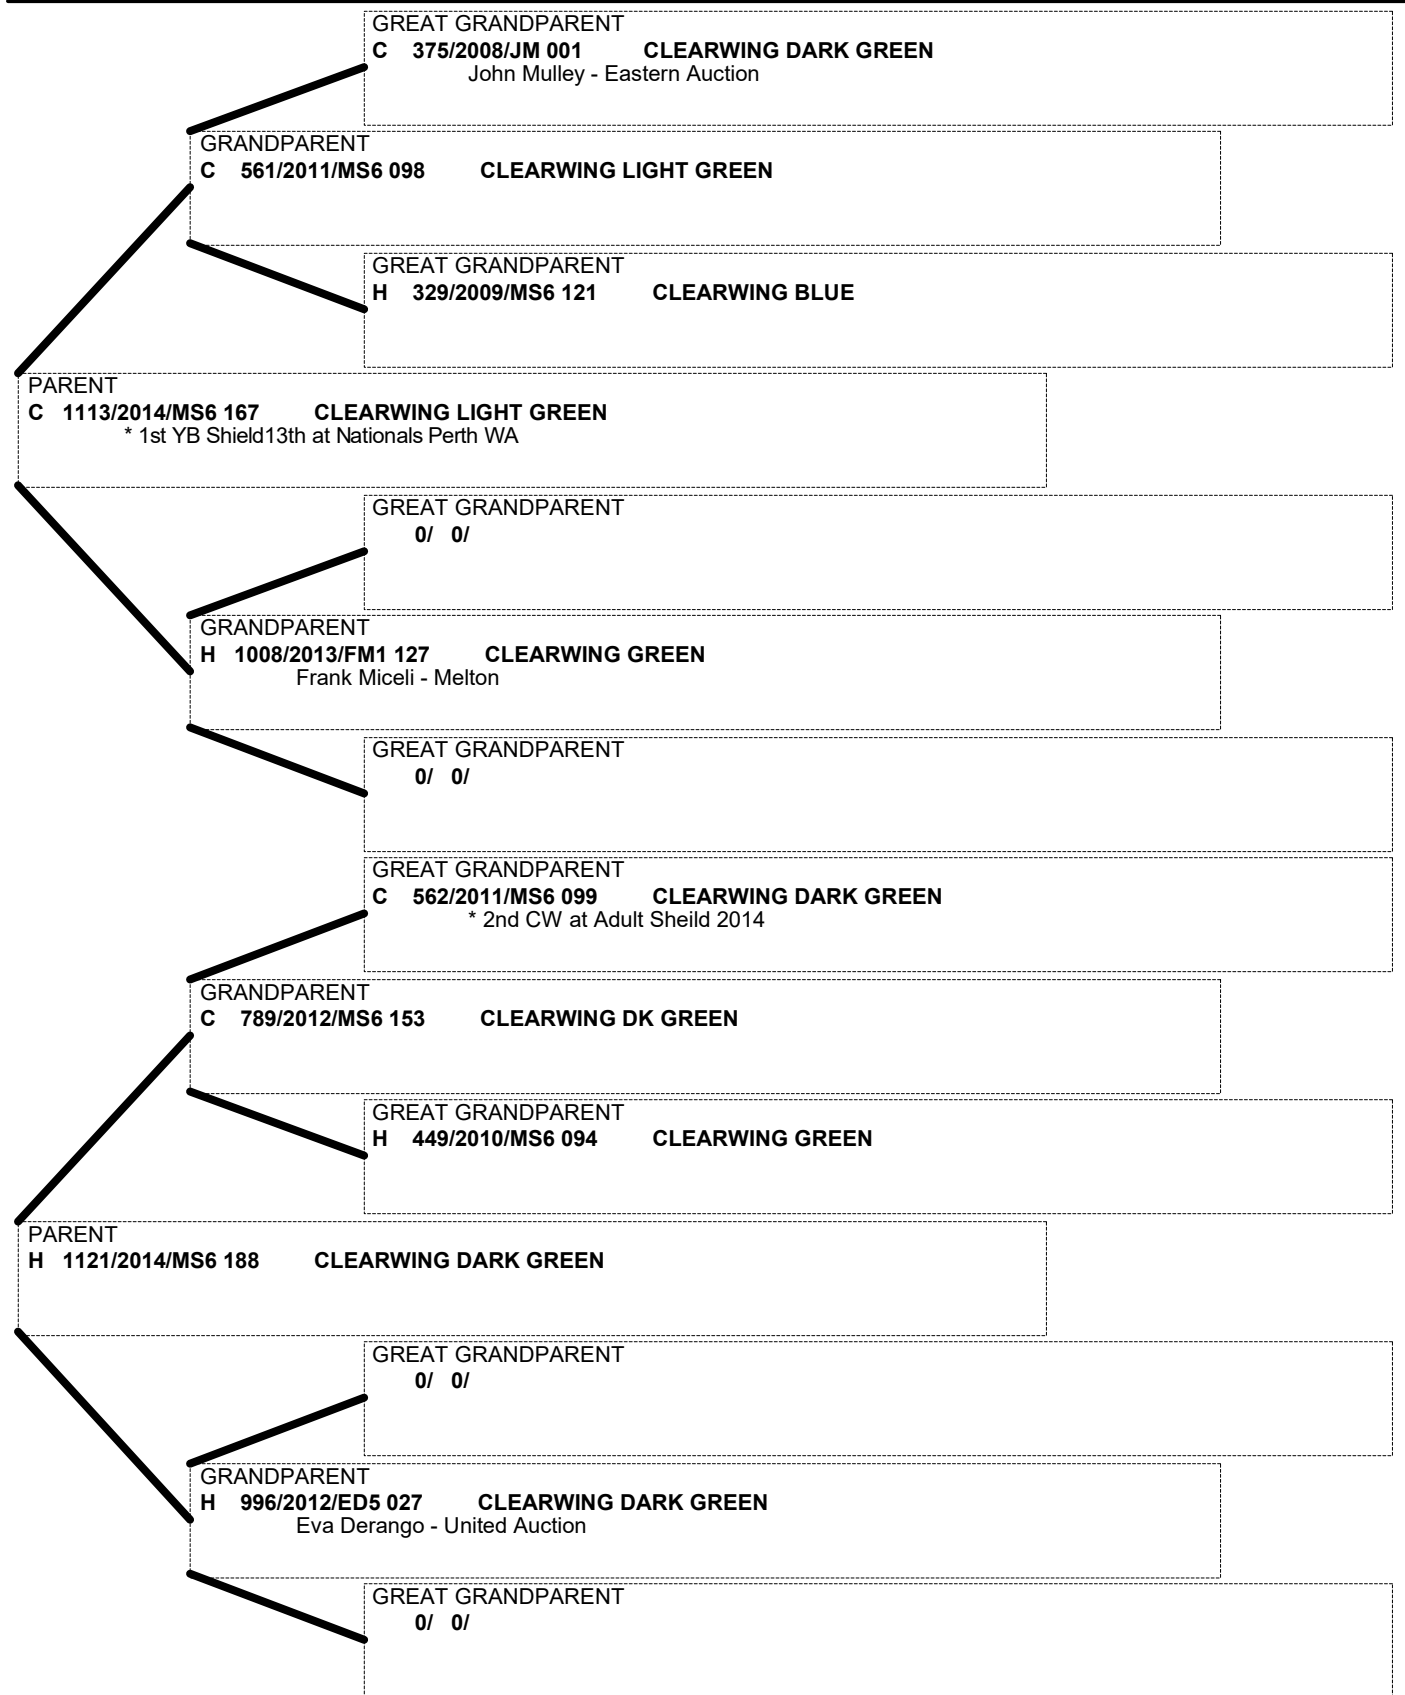 GREAT GRANDPARENT
C 375/2008/JM 001 CLEARWING DARK GREEN
John Mulley - Eastern Auction
GRANDPARENT
C 561/2011/MS6 098 CLEARWING LIGHT GREEN
GREAT GRANDPARENT
H 329/2009/MS6 121 CLEARWING BLUE
PARENT
C 1113/2014/MS6 167 CLEARWING LIGHT GREEN
* 1st YB Shield13th at Nationals Perth WA
GREAT GRANDPARENT
0/ 0/
GRANDPARENT
H 1008/2013/FM1 127 CLEARWING GREEN
Frank Miceli - Melton
GREAT GRANDPARENT
0/ 0/
GREAT GRANDPARENT
C 562/2011/MS6 099 CLEARWING DARK GREEN
* 2nd CW at Adult Sheild 2014
GRANDPARENT
C 789/2012/MS6 153 CLEARWING DK GREEN
GREAT GRANDPARENT
H 449/2010/MS6 094 CLEARWING GREEN
PARENT
H 1121/2014/MS6 188 CLEARWING DARK GREEN
GREAT GRANDPARENT
0/ 0/
GRANDPARENT
H 996/2012/ED5 027 CLEARWING DARK GREEN
Eva Derango - United Auction
GREAT GRANDPARENT
0/ 0/